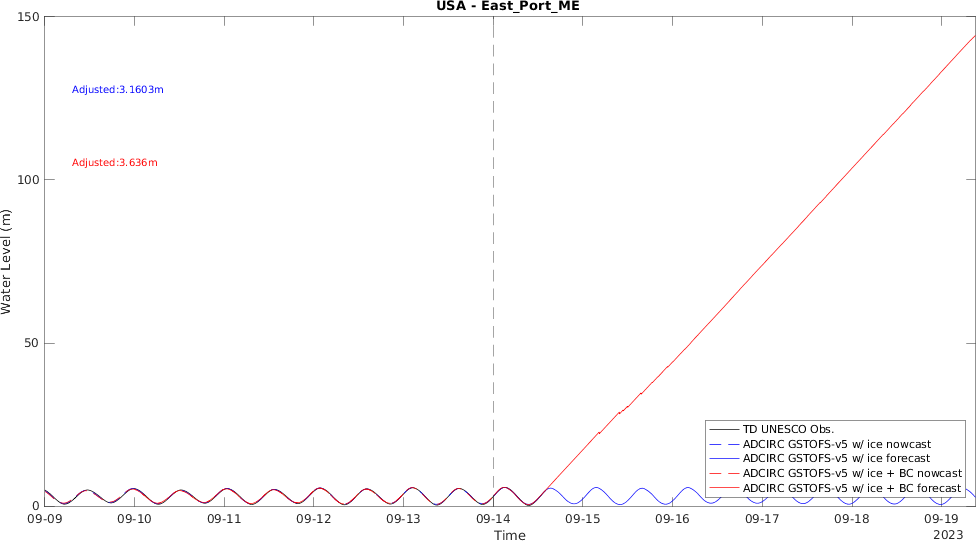 USA - East_Port_ME
150
100
50
0
Water Level (m)
Adjusted:3.1603m
Adjusted:3.636m
TD UNESCO Obs.
ADCIRC GSTOFS-v5 w/ ice nowcast
ADCIRC GSTOFS-v5 w/ ice forecast
ADCIRC GSTOFS-v5 w/ ice + BC nowcast
ADCIRC GSTOFS-v5 w/ ice + BC forecast
09-09 09-10 09-11 09-12 09-13 09-14 09-15 09-16 09-17 09-18 09-19
Time
2023